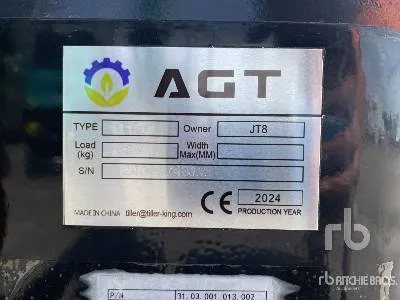 AGT
TYPE Owner JT8
Load (kg) Width Max(MM)
S/N
CE 2024
MADE IN CHINA tiller@tiller-king.com PRODUCTION YEAR
rb
RITCHIE BROS
P/N 31.03.001.013.002